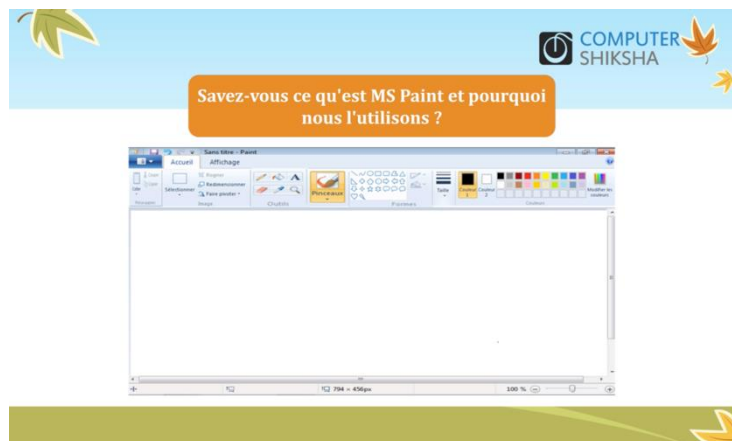 COMPUTER
SHIKSHA
Savez-vous ce qu'est MS Paint et pourquoi
nous l'utilisons ?
Sans titre - Paint
Accueil Affichage
Sélectionner
Rogner
Redimensionner
Faire pivoter
Pinceaux
Taille
Couleur 1
Couleur 2
Modifier les couleurs
Image
Outils
Formes
Couleurs
794 × 456px
100 %